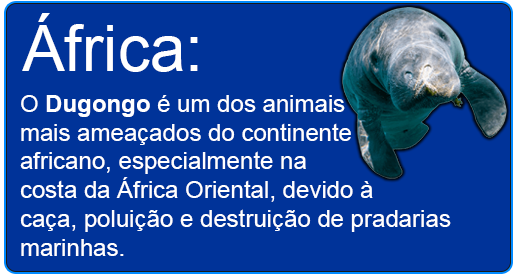 África:
O Dugongo é um dos animais
mais ameaçados do continente
africano, especialmente na
costa da África Oriental, devido à
caça, poluição e destruição de pradarias
marinhas.